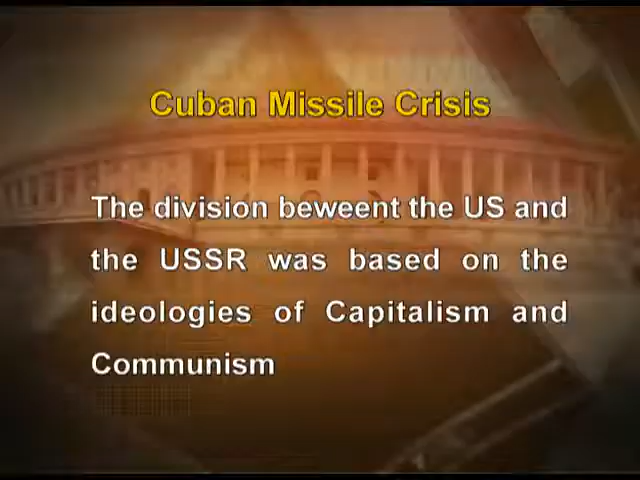 Cuban Missile Crisis
The division beweent the US and
the USSR was based on the
ideologies of Capitalism and
Communism